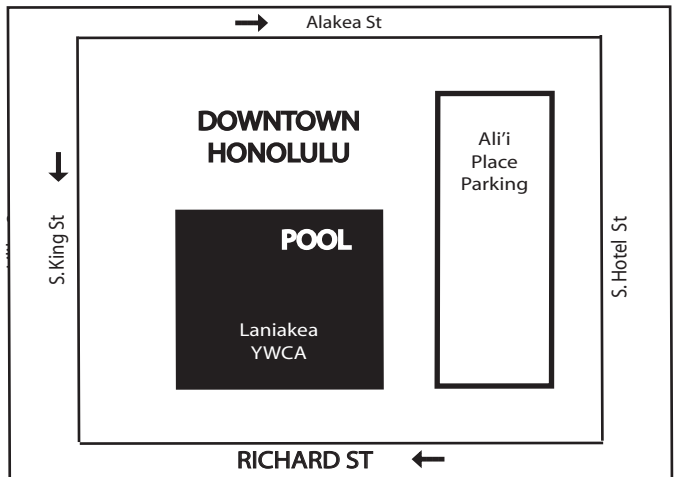 Alakea St
DOWNTOWN
HONOLULU
Ali'i
Place
Parking
S.King St
POOL
S.Hotel St
Laniakea
YWCA
RICHARD ST